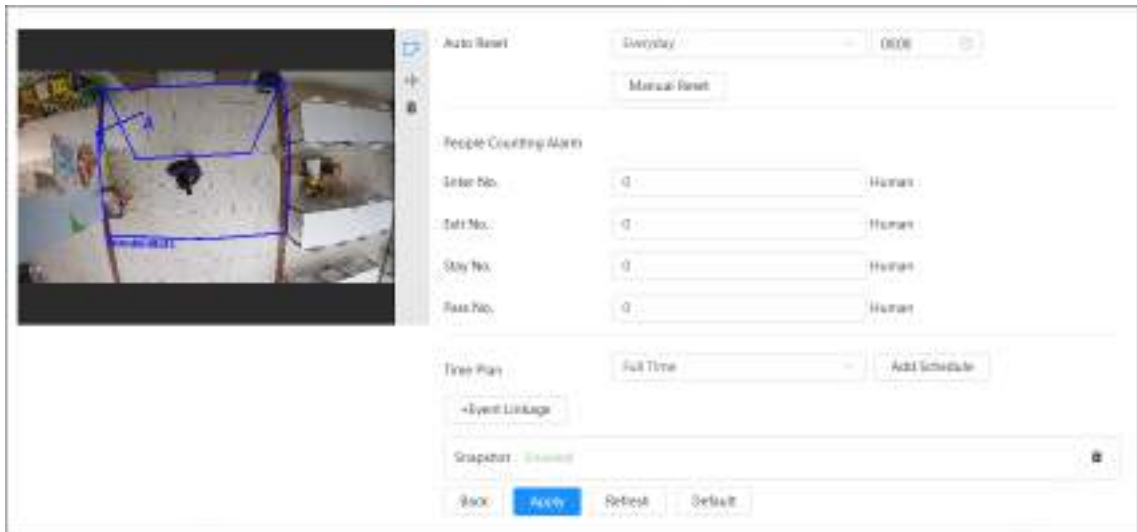 Auto Reset Everyday
Manual Reset
A
People Counting Alarm
Enter No. 0 Human
Exit No. 0 Human
Stay No. 0 Human
Pass No. 0 Human
Time Plan Full Time Add Schedule
+Event Linkage
Snapshot
Back Apply Refresh Default